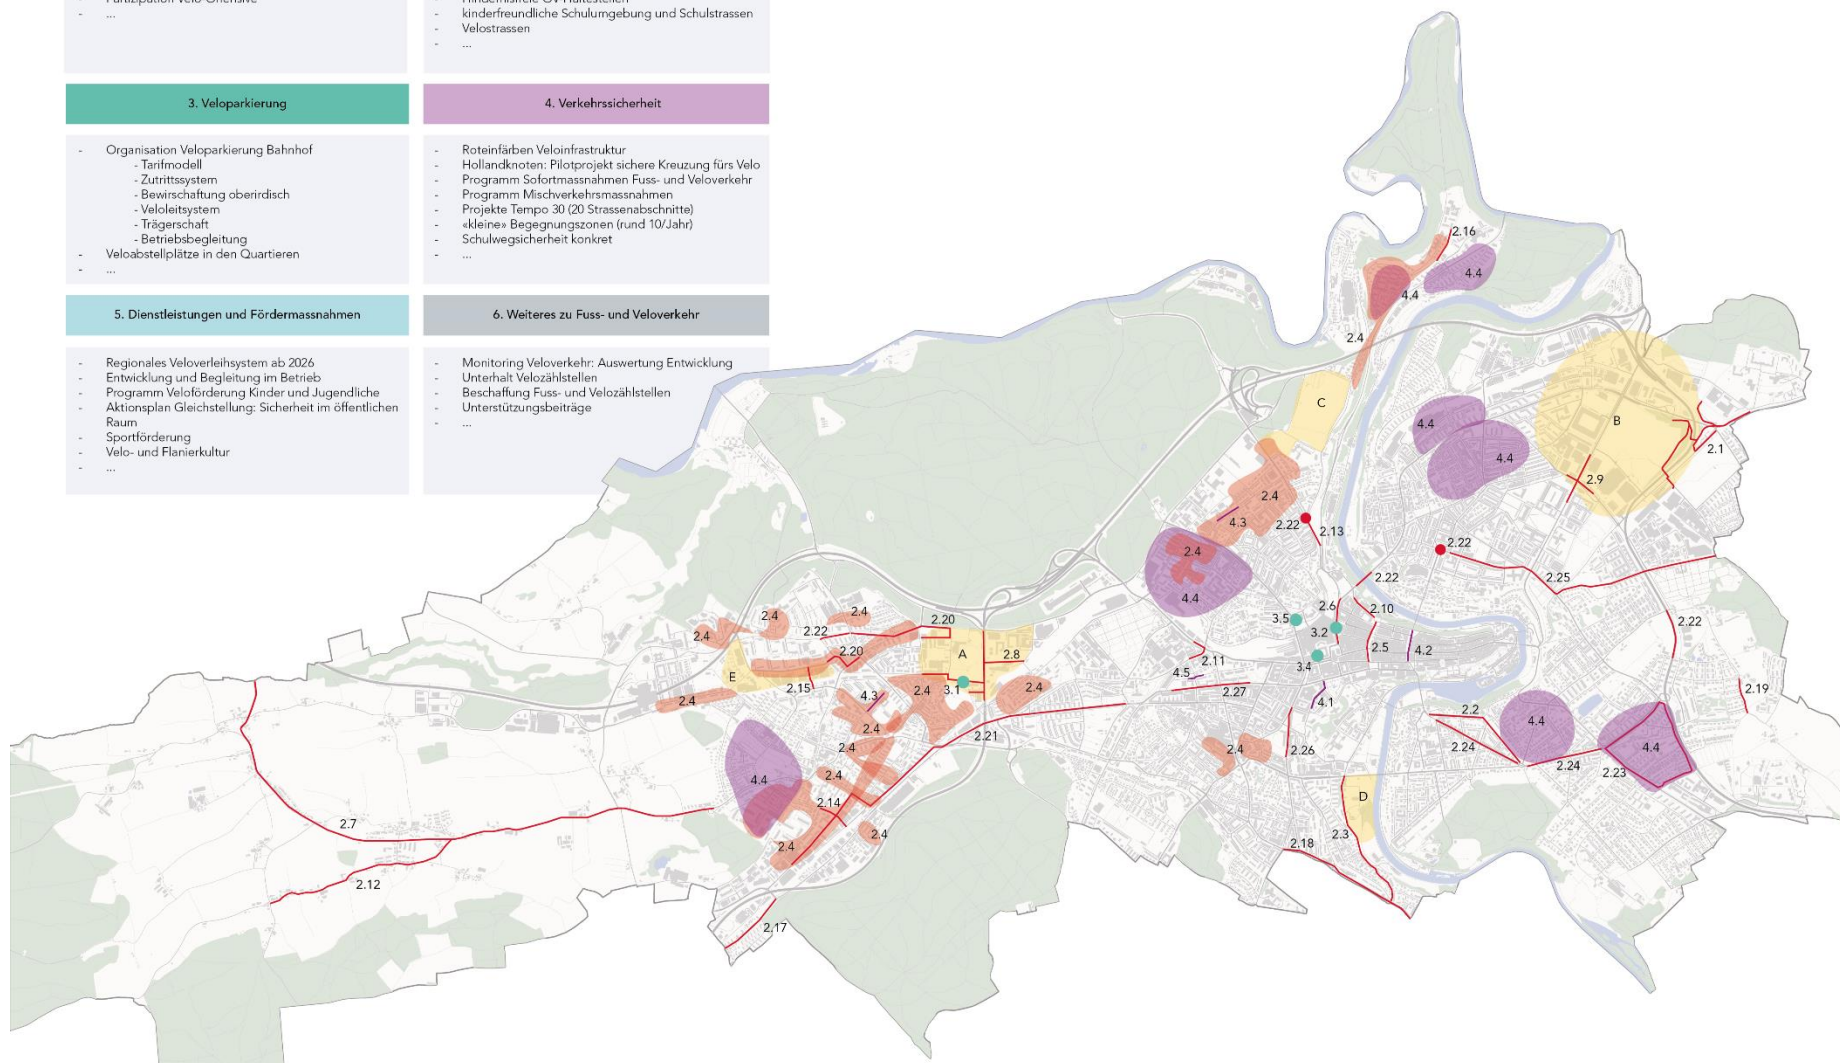 - Partizipation Velo-Offensive
- ...
- Hindernisfreie ÖV-Haltestellen
- kinderfreundliche Schulumgebung und Schulstrassen
- Velostrassen
- ...
3. Veloparkierung
- Organisation Veloparkierung Bahnhof
- Tarifmodell
- Zutrittssystem
- Bewirtschaftung oberirdisch
- Veloleitsystem
- Trägerschaft
- Betriebsbegleitung
- Veloabstellplätze in den Quartieren
- ...
4. Verkehrssicherheit
- Roteinfärben Veloinfrastruktur
- Hollandknoten: Pilotprojekt sichere Kreuzung fürs Velo
- Programm Sofortmassnahmen Fuss- und Veloverkehr
- Programm Mischverkehrsmassnahmen
- Projekte Tempo 30 (20 Strassenabschnitte)
- «kleine» Begegnungszonen (rund 10/Jahr)
- Schulwegsicherheit konkret
- ...
5. Dienstleistungen und Fördermassnahmen
- Regionales Veloverleihsystem ab 2026
- Entwicklung und Begleitung im Betrieb
- Programm Veloförderung Kinder und Jugendliche
- Aktionsplan Gleichstellung: Sicherheit im öffentlichen
Raum
- Sportförderung
- Velo- und Flanierkultur
- ...
6. Weiteres zu Fuss- und Veloverkehr
- Monitoring Veloverkehr: Auswertung Entwicklung
- Unterhalt Velozählstellen
- Beschaffung Fuss- und Velozählstellen
- Unterstützungsbeiträge
- ...
2.16
4.4
4.4
2.4
C
B
4.4
4.4
2.1
2.9
2.4
4.3
2.22
2.13
2.4
4.4
2.22
2.25
2.22
2.6
2.10
3.5
3.2
2.5
4.2
3.4
2.22
2.4
2.4
2.4
2.22
2.20
2.20
A
2.8
E
2.15
3.1
2.4
2.4
4.3
2.4
2.4
2.11
4.5
2.27
4.1
2.19
2.2
4.4
2.24
2.24
4.4
2.23
2.26
2.4
2.21
2.4
2.4
4.4
2.14
2.4
2.4
D
2.3
2.18
2.7
2.12
2.17